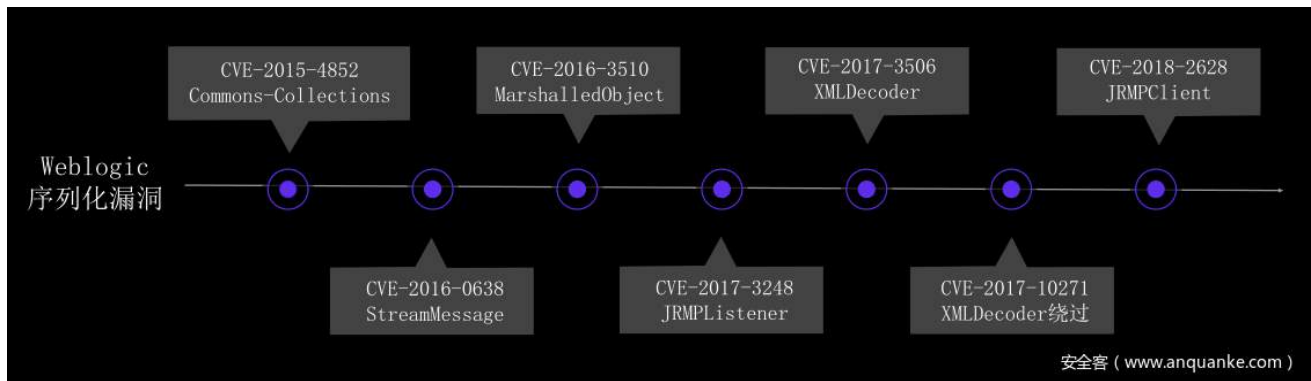 CVE-2015-4852
Commons-Collections
CVE-2016-3510
MarshalledObject
CVE-2017-3506
XMLDecoder
CVE-2018-2628
JRMPClient
Weblogic
序列化漏洞
CVE-2016-0638
StreamMessage
CVE-2017-3248
JRMPListener
CVE-2017-10271
XMLDecoder绕过
安全客 ( www.anquanke.com )